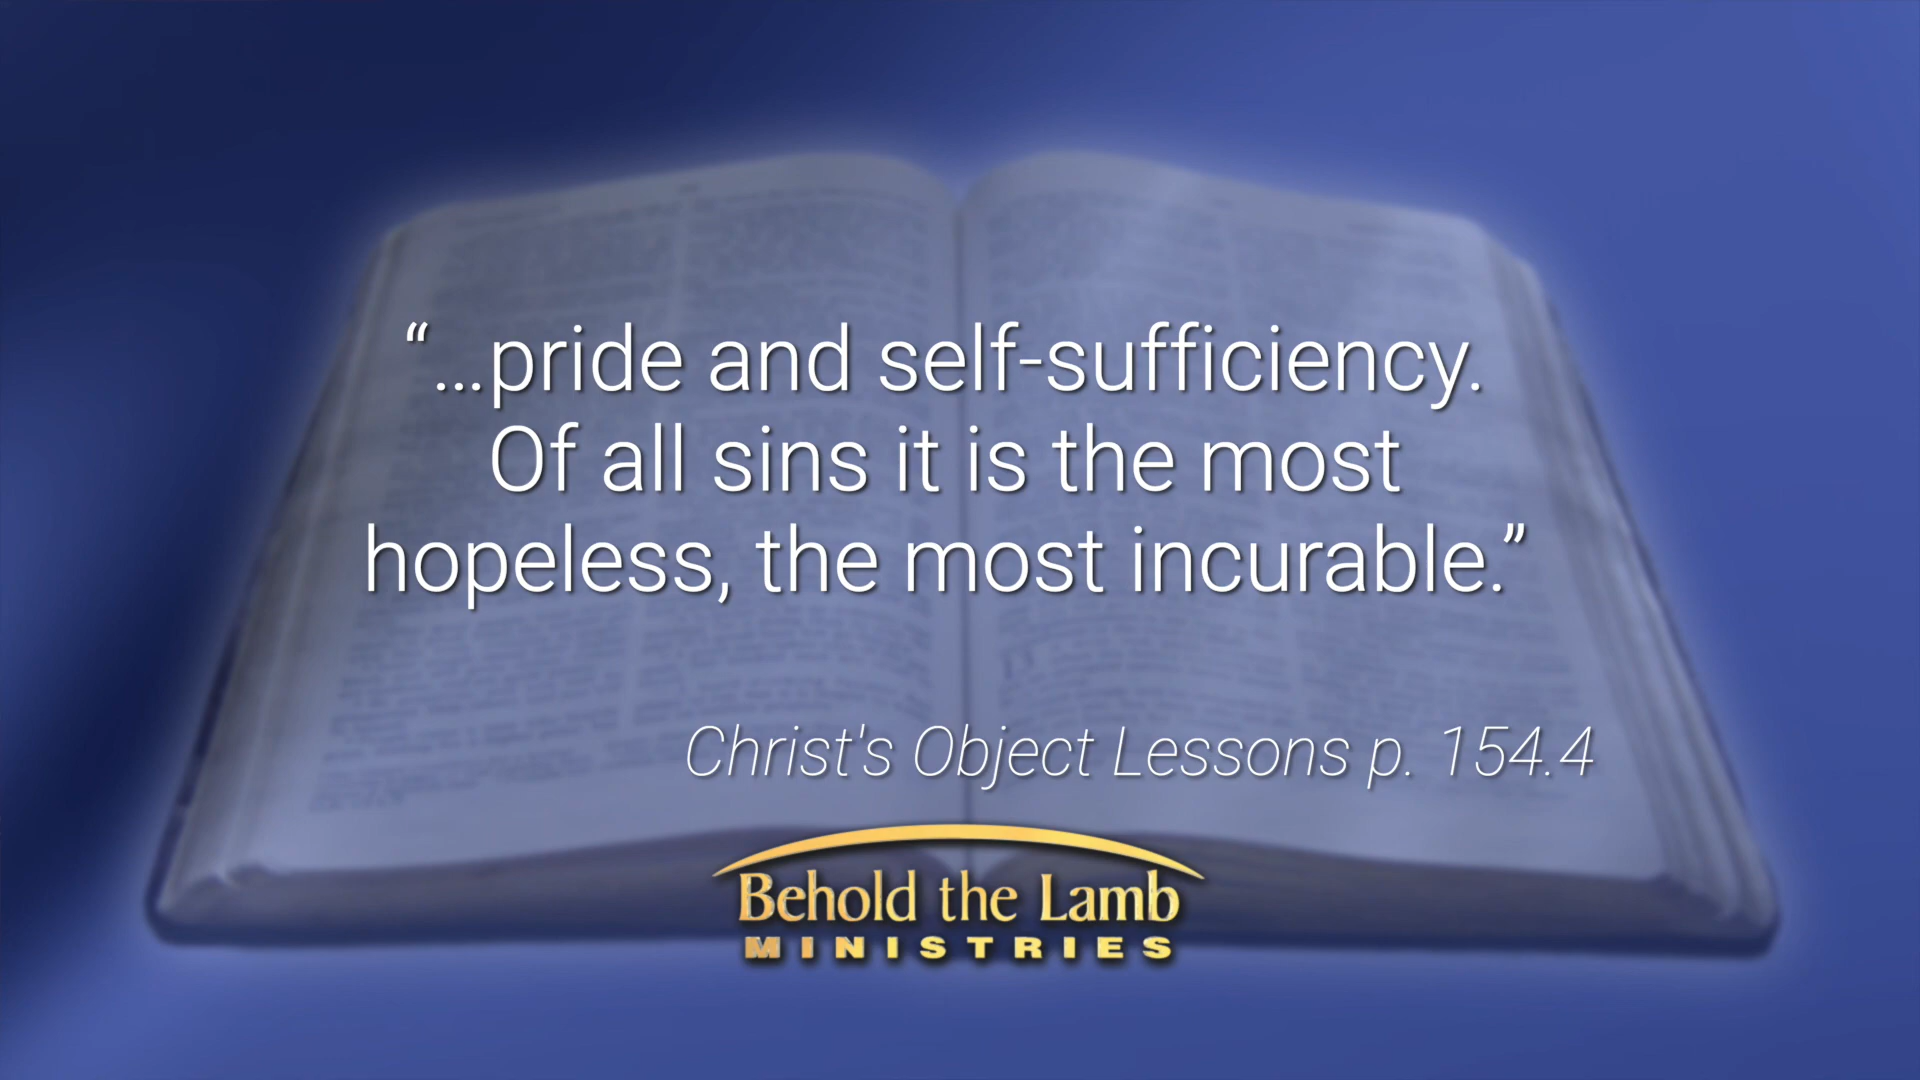 “…pride and self-sufficiency.
Of all sins it is the most
hopeless, the most incurable.”
Christ's Object Lessons p. 154.4
Behold the Lamb
MINISTRIES